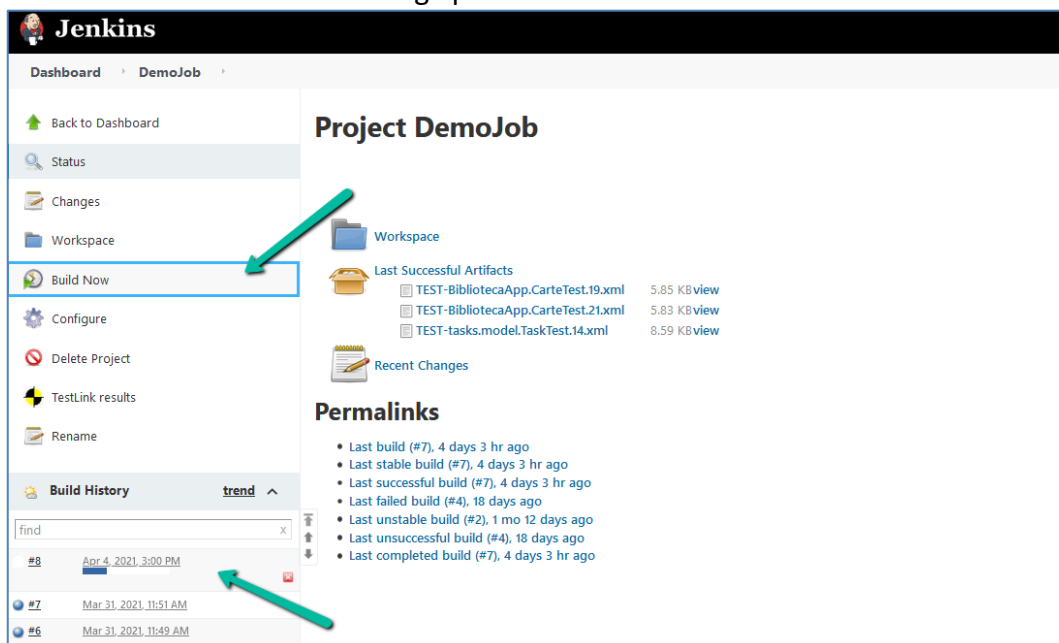 Jenkins
Dashboard
DemoJob
Back to Dashboard
Status
Changes
Workspace
Build Now
Configure
Delete Project
TestLink results
Rename
Build History trend
find x
#8 Apr 4, 2021, 3:00 PM
#7 Mar 31, 2021, 11:51 AM
#6 Mar 31, 2021, 11:49 AM
Project DemoJob
Workspace
Last Successful Artifacts
TEST-BibliotecaApp.CarteTest.19.xml 5.85 KB view
TEST-BibliotecaApp.CarteTest.21.xml 5.83 KB view
TEST-tasks.model.TaskTest.14.xml 8.59 KB view
Recent Changes
Permalinks
Last build (#7), 4 days 3 hr ago
Last stable build (#7), 4 days 3 hr ago
Last successful build (#7), 4 days 3 hr ago
Last failed build (#4), 18 days ago
Last unstable build (#2), 1 mo 12 days ago
Last unsuccessful build (#4), 18 days ago
Last completed build (#7), 4 days 3 hr ago